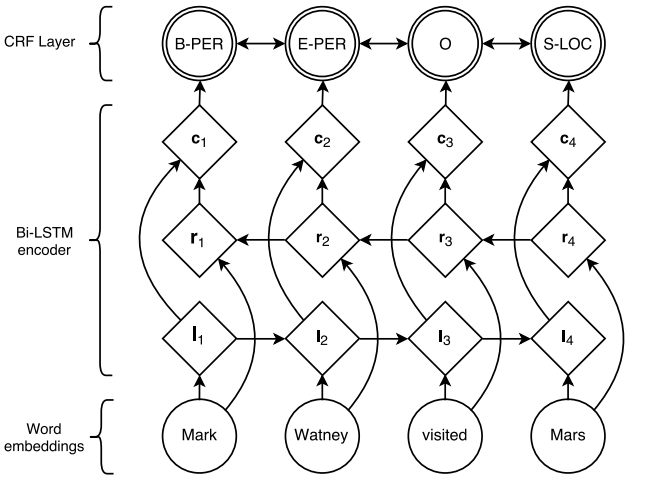 CRF Layer
B-PER E-PER O S-LOC
c1 c2 c3 c4
Bi-LSTM
encoder
r1 r2 r3 r4
l1 l2 l3 l4
Word
embeddings
Mark Watney visited Mars